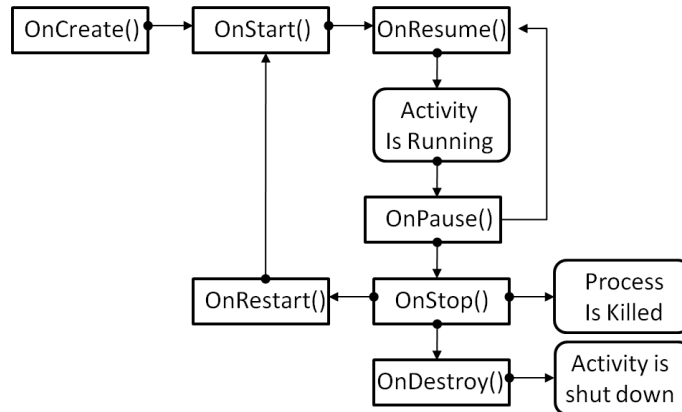 OnCreate()
OnStart()
OnResume()
Activity
Is Running
OnPause()
OnRestart()
OnStop()
Process
Is Killed
OnDestroy()
Activity is
shut down